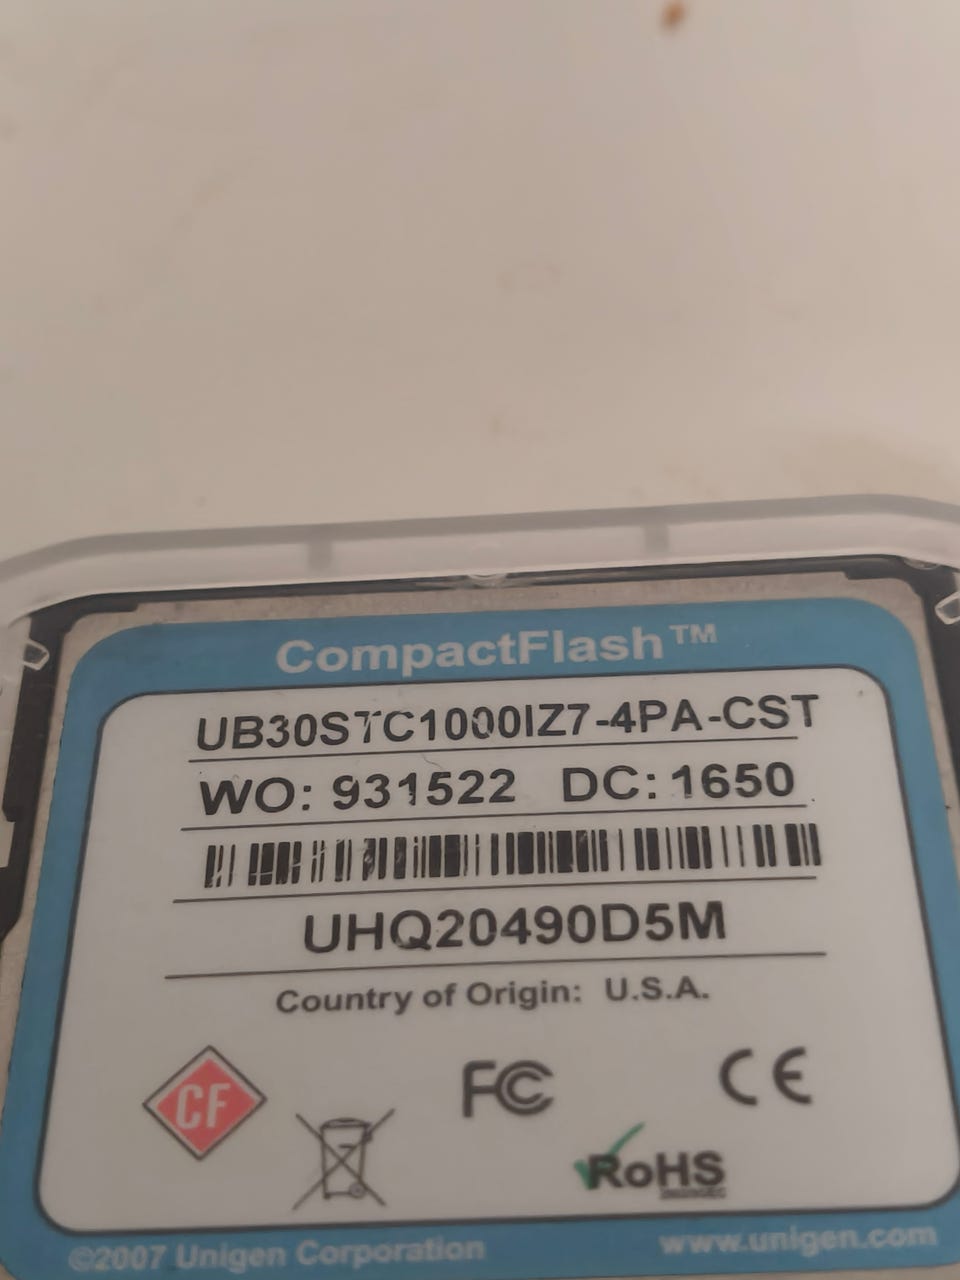 CompactFlash™
UB30STC1000IZ7-4PA-CST
WO: 931522 DC: 1650
UHQ20490D5M
Country of Origin: U.S.A.
CF
FC
CE
RoHS
©2007 Unigen Corporation
www.unigen.com